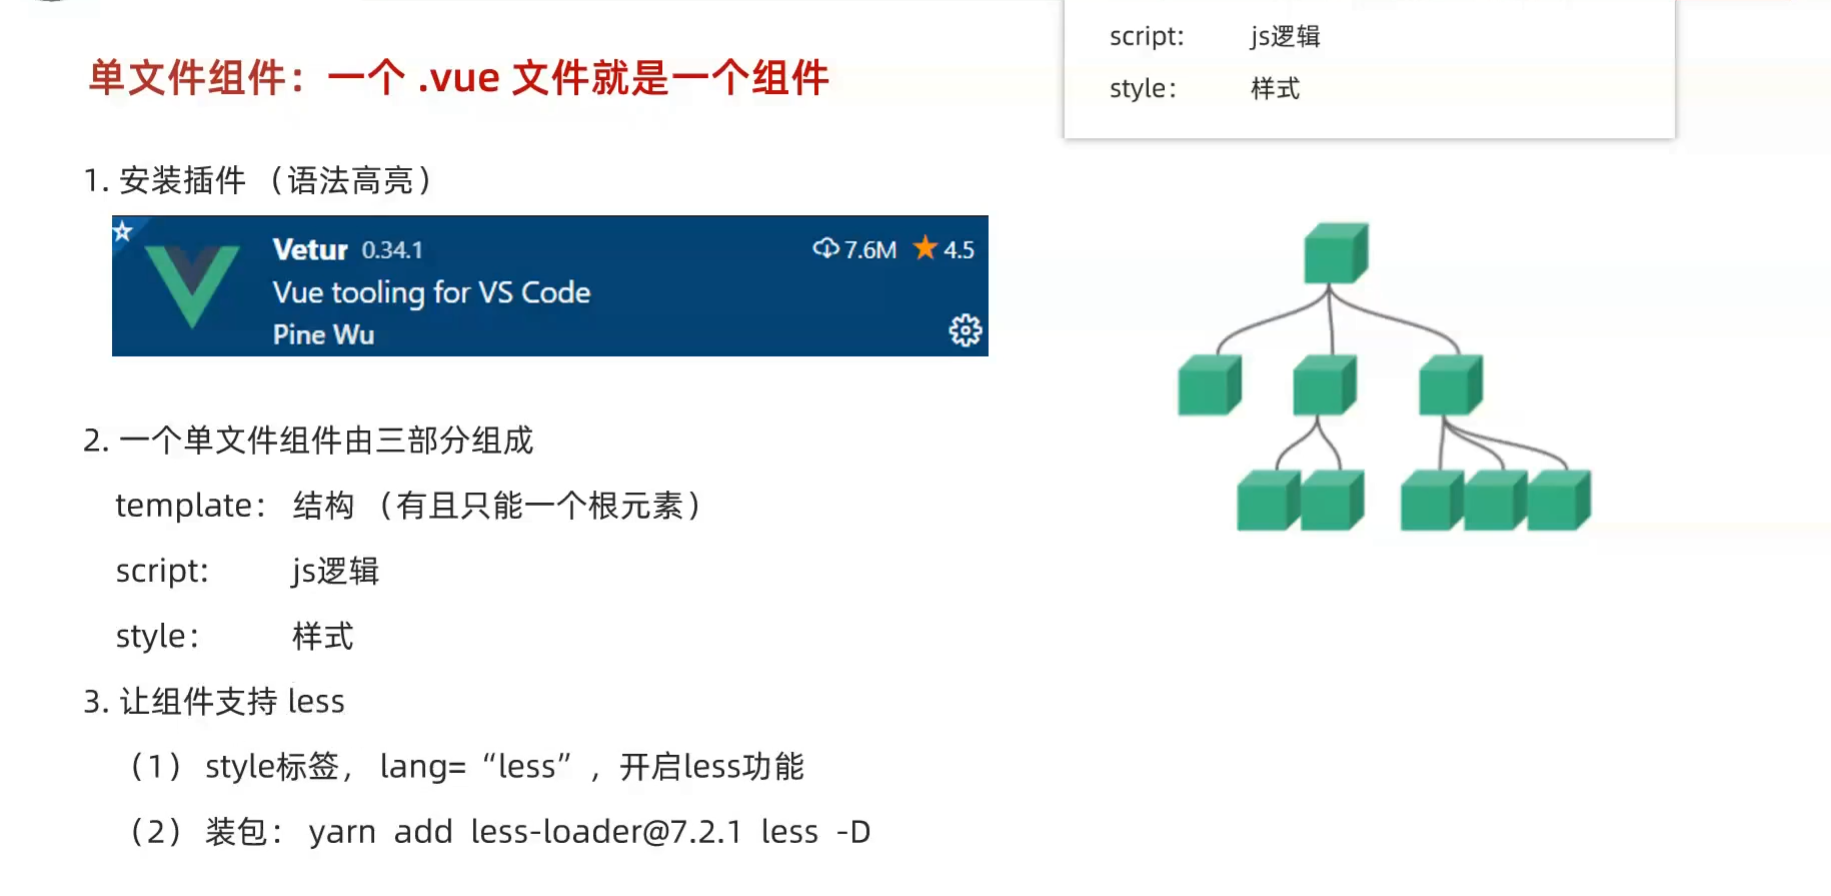 script: js逻辑
style: 样式
单文件组件：一个 .vue 文件就是一个组件
1. 安装插件 （语法高亮）
Vetur 0.34.1 7.6M 4.5
Vue tooling for VS Code
Pine Wu
2. 一个单文件组件由三部分组成
template： 结构 （有且只能一个根元素）
script: js逻辑
style： 样式
3. 让组件支持 less
（1） style标签， lang=“less” ，开启less功能
（2） 装包： yarn add less-loader@7.2.1 less -D